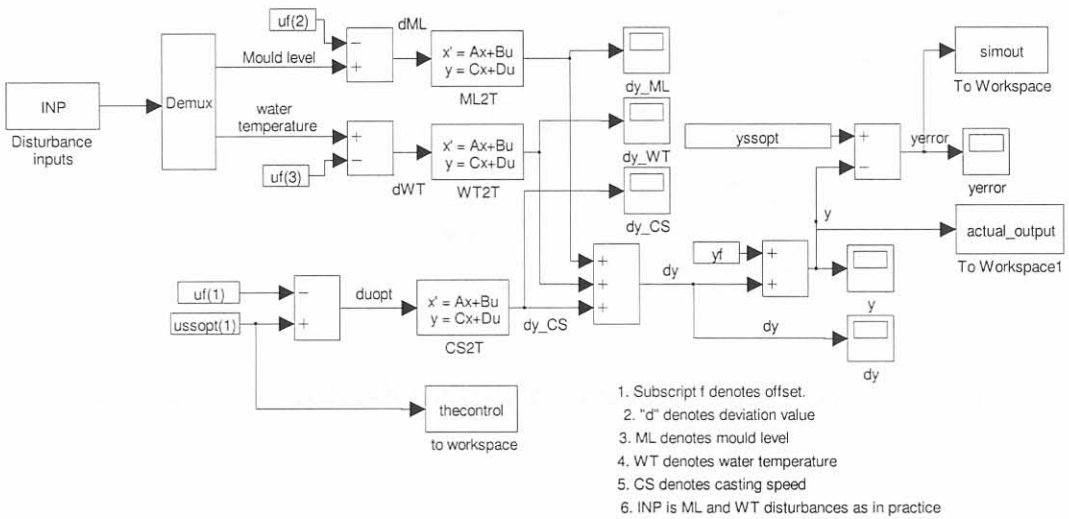 uf(2)
dML
Mould level
−
+
x' = Ax+Bu
y = Cx+Du
ML2T
dy_ML
simout
To Workspace
INP
Disturbance
inputs
Demux
water
temperature
+
−
uf(3)
dWT
x' = Ax+Bu
y = Cx+Du
WT2T
dy_WT
dy_CS
yssopt
+
−
yerror
yerror
y
actual_output
To Workspace1
uf(1)
ussopt(1)
−
+
duopt
x' = Ax+Bu
y = Cx+Du
CS2T
dy_CS
+
+
+
dy
yf
+
+
y
dy
dy
thecontrol
to workspace
1. Subscript f denotes offset.
2. "d" denotes deviation value
3. ML denotes mould level
4. WT denotes water temperature
5. CS denotes casting speed
6. INP is ML and WT disturbances as in practice